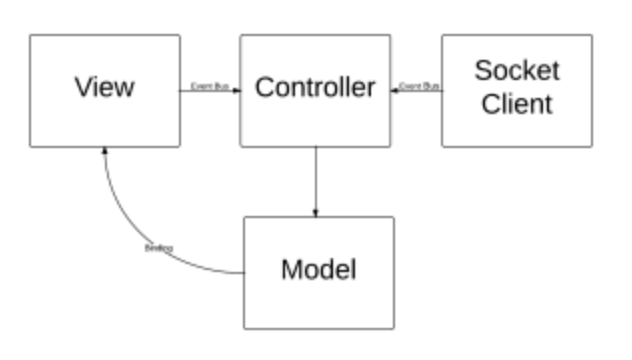 View
Event Bus
Controller
Event Bus
Socket
Client
Binding
Model